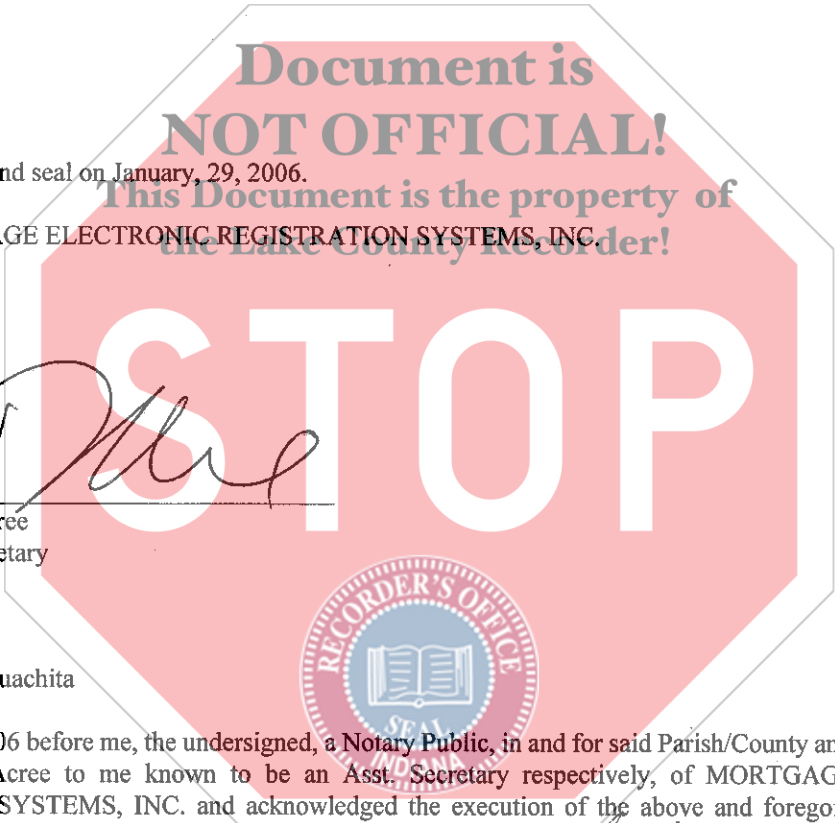 Document is
NOT OFFICIAL!
nd seal on January, 29, 2006.
This Document is the property of
GE ELECTRONIC REGISTRATION SYSTEMS, INC.
the Lake County Recorder!
STOP
ree
etary
RECORDER'S OFFICE
SEAL
INDIANA
uachita
06 before me, the undersigned, a Notary Public, in and for said Parish/County an
cree to me known to be an Asst. Secretary respectively, of MORTGAG
SYSTEMS, INC. and acknowledged the execution of the above and foregoi